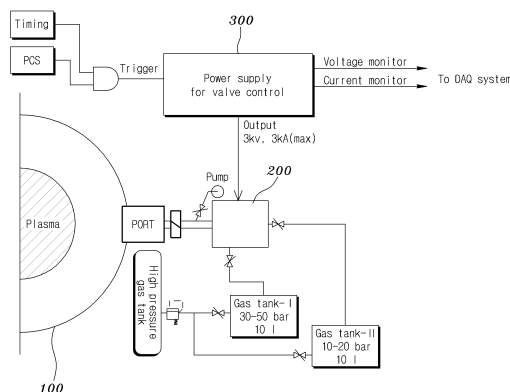 300
Timing
PCS
Trigger
Power supply
for valve control
Voltage monitor
Current monitor
To DAQ system
Output
3kv, 3kA(max)
Pump
200
Plasma
PORT
High pressure
gas tank
Gas tank-I
30-50 bar
10 l
Gas tank-II
10-20 bar
10 l
100